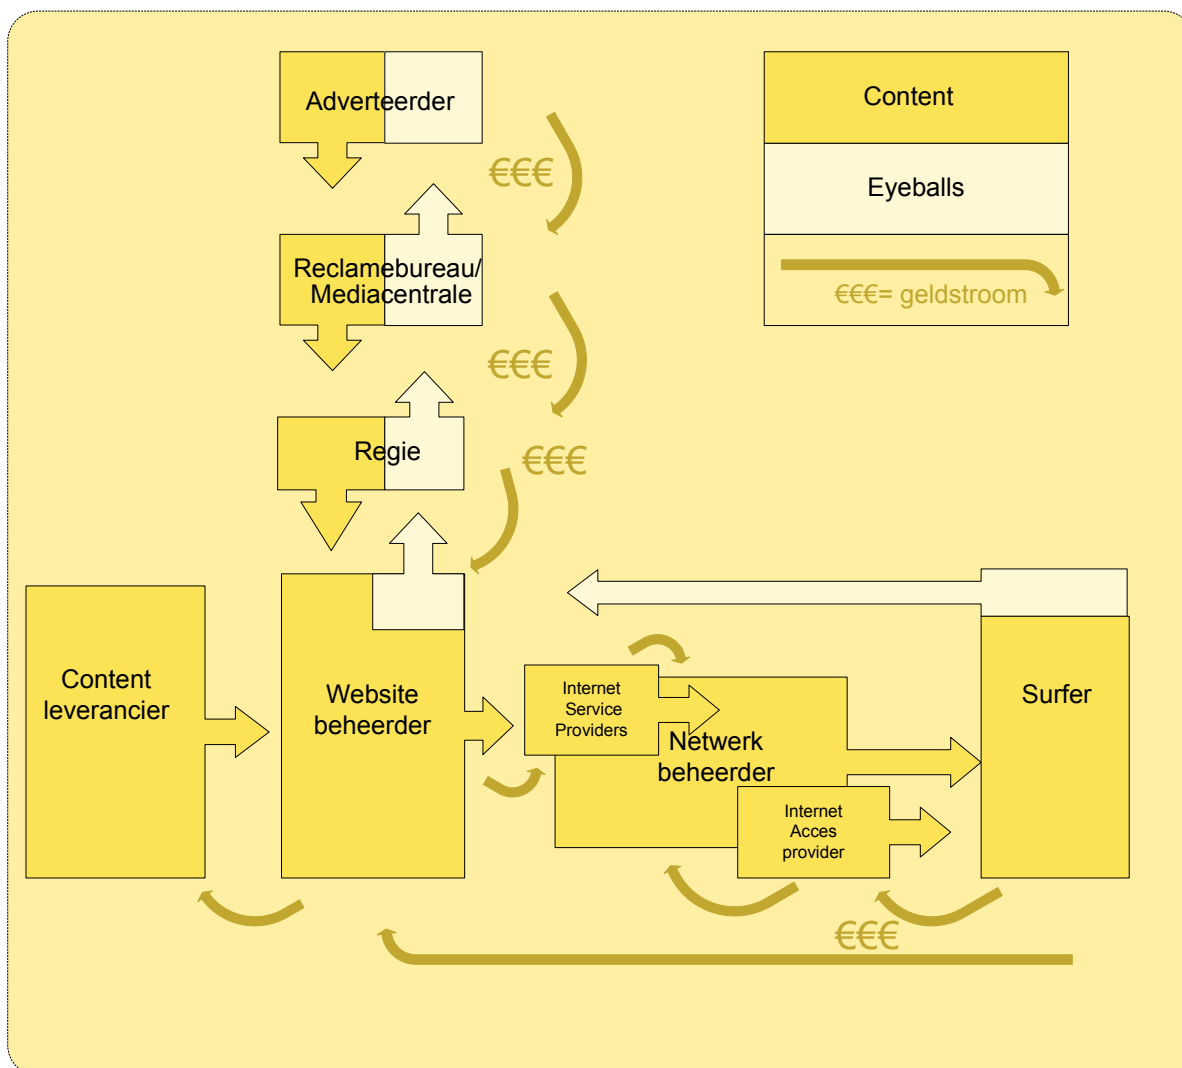 Adverteerder
€€€
Content
Eyeballs
€€€= geldstroom
Reclamebureau/
Mediacentrale
€€€
Regie
€€€
Content
leverancier
Website
beheerder
Internet
Service
Providers
Netwerk
beheerder
Internet
Acces
provider
Surfer
€€€